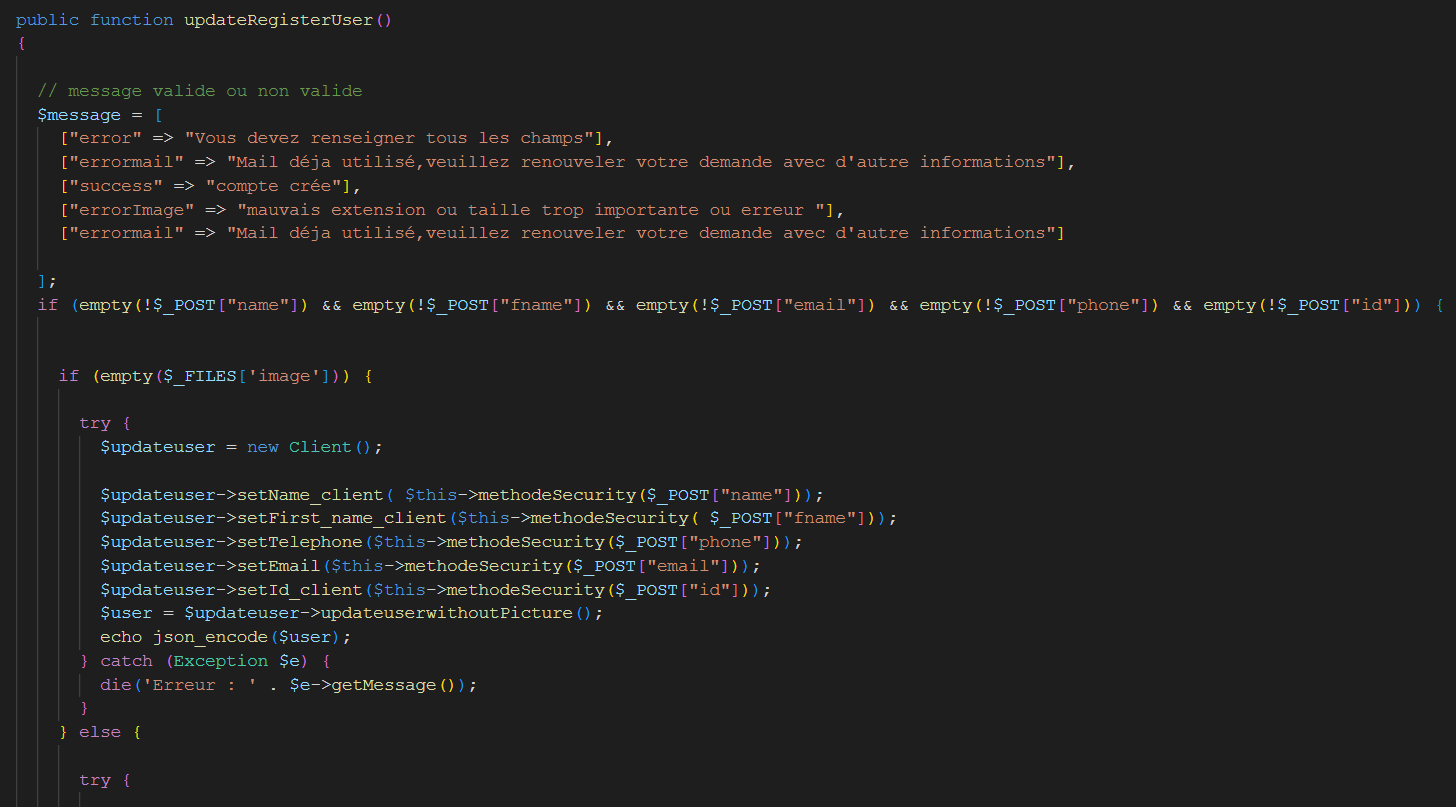 public function updateRegisterUser()
{
// message valide ou non valide
$message = [
["error" => "Vous devez renseigner tous les champs"],
["errormail" => "Mail déja utilisé,veuillez renouveler votre demande avec d'autre informations"],
["success" => "compte crée"],
["errorImage" => "mauvais extension ou taille trop importante ou erreur "],
["errormail" => "Mail déja utilisé,veuillez renouveler votre demande avec d'autre informations"]
];
if (empty(!$_POST["name"]) && empty(!$_POST["fname"]) && empty(!$_POST["email"]) && empty(!$_POST["phone"]) && empty(!$_POST["id"])) {
if (empty($_FILES['image'])) {
try {
$updateuser = new Client();
$updateuser->setName_client( $this->methodeSecurity($_POST["name"]));
$updateuser->setFirst_name_client($this->methodeSecurity( $_POST["fname"]));
$updateuser->setTelephone($this->methodeSecurity($_POST["phone"]));
$updateuser->setEmail($this->methodeSecurity($_POST["email"]));
$updateuser->setId_client($this->methodeSecurity($_POST["id"]));
$user = $updateuser->updateuserwithoutPicture();
echo json_encode($user);
} catch (Exception $e) {
die('Erreur : ' . $e->getMessage());
}
} else {
try {